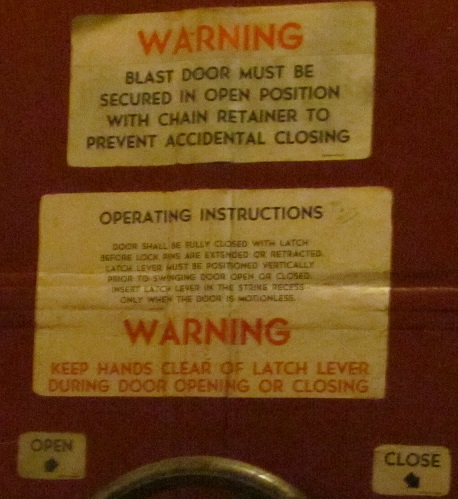 WARNING
BLAST DOOR MUST BE
SECURED IN OPEN POSITION
WITH CHAIN RETAINER TO
PREVENT ACCIDENTAL CLOSING
OPERATING INSTRUCTIONS
DOOR SHALL BE FULLY CLOSED WITH LATCH
BEFORE LOCK PINS ARE EXTENDED OR RETRACTED.
LATCH LEVER MUST BE POSITIONED VERTICALLY
PRIOR TO SWINGING DOOR OPEN OR CLOSED.
INSERT LATCH LEVER IN THE STRIKE RECESS
ONLY WHEN THE DOOR IS MOTIONLESS.
WARNING
KEEP HANDS CLEAR OF LATCH LEVER
DURING DOOR OPENING OR CLOSING
OPEN
CLOSE